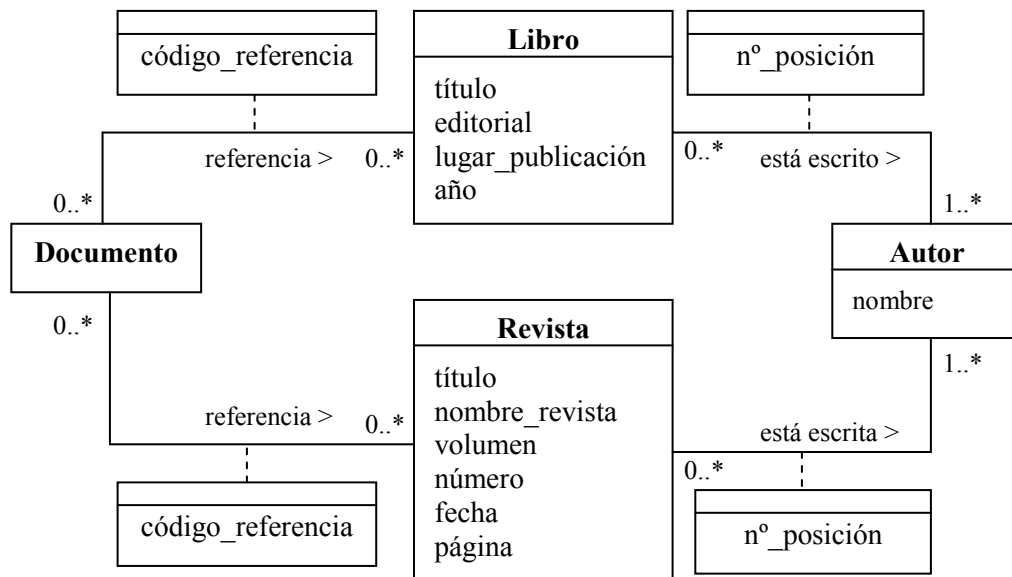 código_referencia
Libro
título
editorial
lugar_publicación
año
nº_posición
referencia >
0..*
0..*
está escrito >
0..*
1..*
Documento
Autor
nombre
0..*
1..*
Revista
título
nombre_revista
volumen
número
fecha
página
referencia >
0..*
está escrita >
0..*
código_referencia
nº_posición